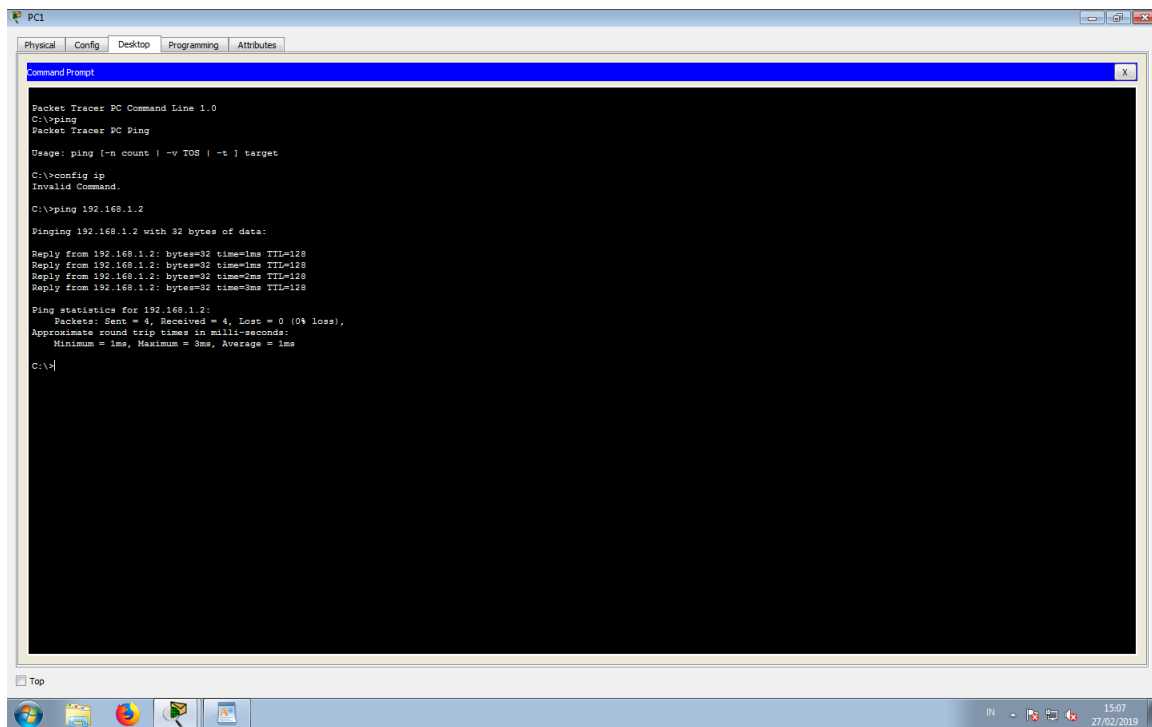 PC1
Physical Config Desktop Programming Attributes
Command Prompt
X
Packet Tracer PC Command Line 1.0
C:\>ping
Packet Tracer PC Ping
Usage: ping [-n count | -v TOS | -t ] target
C:\>config ip
Invalid Command.
C:\>ping 192.168.1.2
Pinging 192.168.1.2 with 32 bytes of data:
Reply from 192.168.1.2: bytes=32 time=1ms TTL=128
Reply from 192.168.1.2: bytes=32 time=1ms TTL=128
Reply from 192.168.1.2: bytes=32 time=2ms TTL=128
Reply from 192.168.1.2: bytes=32 time=3ms TTL=128
Ping statistics for 192.168.1.2:
Packets: Sent = 4, Received = 4, Lost = 0 (0% loss),
Approximate round trip times in milli-seconds:
Minimum = 1ms, Maximum = 3ms, Average = 1ms
C:\>
Top
IN
15:07
27/02/2019